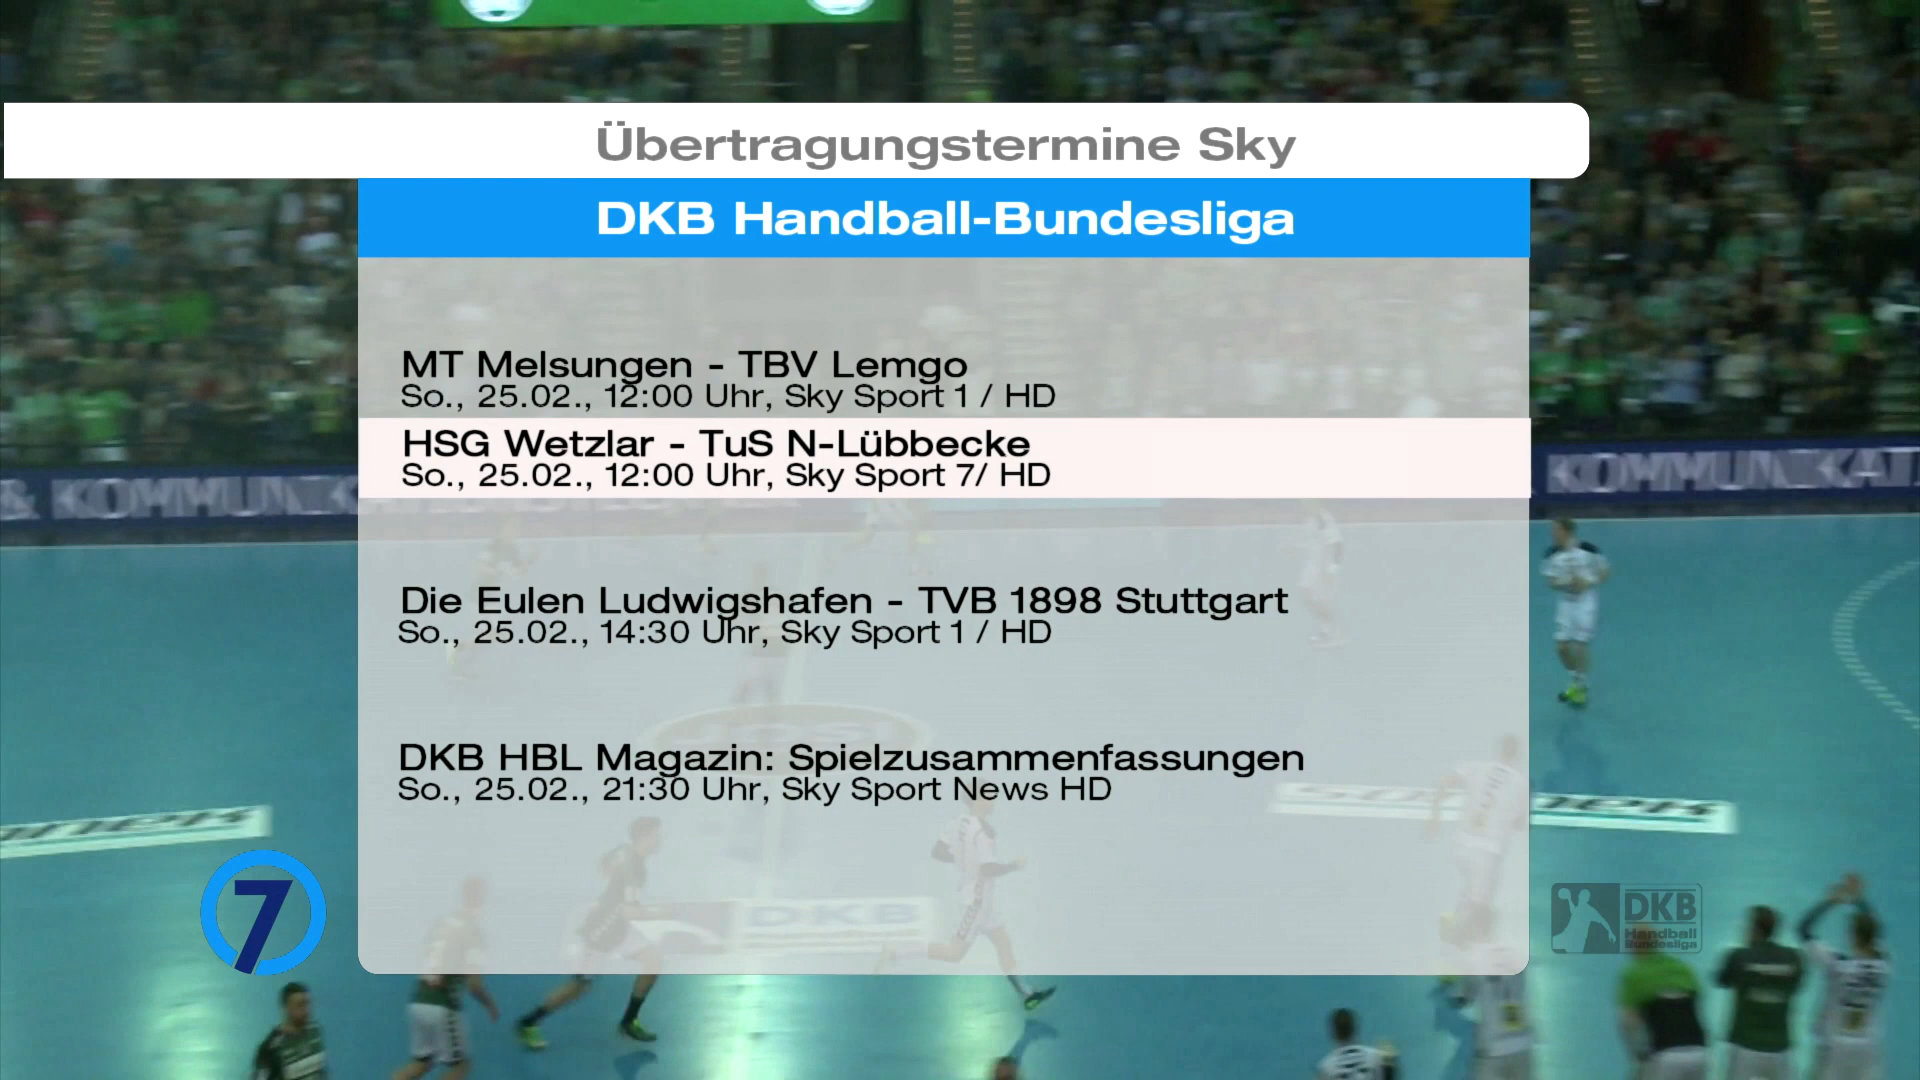 Übertragungstermine Sky
DKB Handball-Bundesliga
MT Melsungen - TBV Lemgo
So., 25.02., 12:00 Uhr, Sky Sport 1 / HD
HSG Wetzlar - TuS N-Lübbecke
So., 25.02., 12:00 Uhr, Sky Sport 7/ HD
& KOMMUNIKA
KOMMUNIKATI
Die Eulen Ludwigshafen - TVB 1898 Stuttgart
So., 25.02., 14:30 Uhr, Sky Sport 1 / HD
DKB HBL Magazin: Spielzusammenfassungen
So., 25.02., 21:30 Uhr, Sky Sport News HD
7
DKB
DKB
Handball
Bundesliga